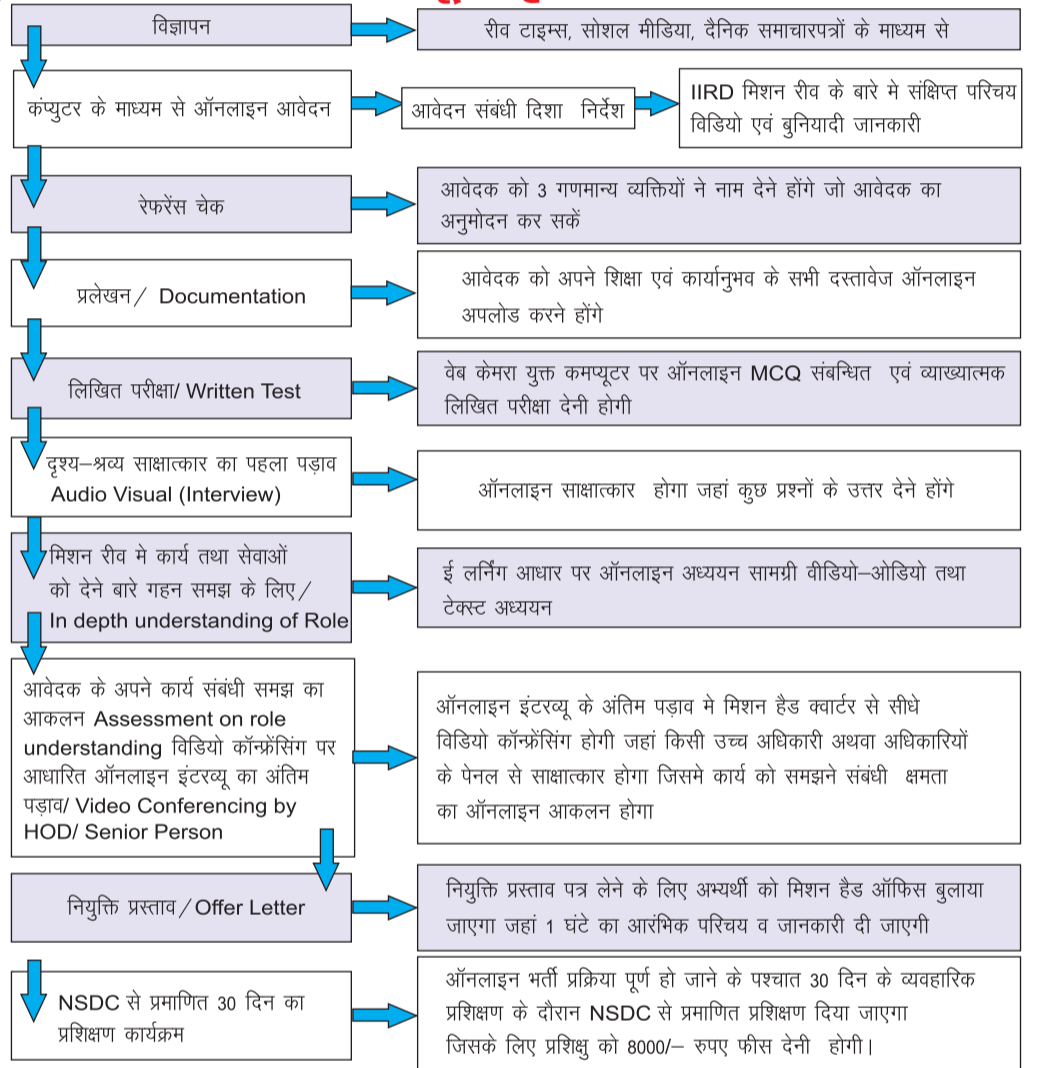 विज्ञापन
रीव टाइम्स, सोशल मीडिया, दैनिक समाचारपत्रों के माध्यम से
कंप्युटर के माध्यम से ऑनलाइन आवेदन
आवेदन संबंधी दिशा निर्देश
IIRD मिशन रीव के बारे मे संक्षिप्त परिचय
विडियो एवं बुनियादी जानकारी
रेफरेंस चेक
आवेदक को 3 गणमान्य व्यक्तियों ने नाम देने होंगे जो आवेदक का
अनुमोदन कर सकें
प्रलेखन/ Documentation
आवेदक को अपने शिक्षा एवं कार्यानुभव के सभी दस्तावेज ऑनलाइन
अपलोड करने होंगे
लिखित परीक्षा/ Written Test
वेब केमरा युक्त कमप्यूटर पर ऑनलाइन MCQ संबन्धित एवं व्याख्यात्मक
लिखित परीक्षा देनी होगी
दृश्य–श्रव्य साक्षात्कार का पहला पड़ाव
Audio Visual (Interview)
ऑनलाइन साक्षात्कार होगा जहां कुछ प्रश्नों के उत्तर देने होंगे
मिशन रीव मे कार्य तथा सेवाओं
को देने बारे गहन समझ के लिए/
In depth understanding of Role
ई लर्निंग आधार पर ऑनलाइन अध्ययन सामग्री वीडियो–ओडियो तथा
टेक्स्ट अध्ययन
आवेदक के अपने कार्य संबंधी समझ का
आकलन Assessment on role
understanding विडियो कॉन्फ्रेंसिंग पर
आधारित ऑनलाइन इंटरव्यू का अंतिम
पड़ाव/ Video Conferencing by
HOD/ Senior Person
ऑनलाइन इंटरव्यू के अंतिम पड़ाव मे मिशन हैड क्वार्टर से सीधे
विडियो कॉन्फ्रेंसिंग होगी जहां किसी उच्च अधिकारी अथवा अधिकारियों
के पेनल से साक्षात्कार होगा जिसमे कार्य को समझने संबंधी क्षमता
का ऑनलाइन आकलन होगा
नियुक्ति प्रस्ताव/Offer Letter
नियुक्ति प्रस्ताव पत्र लेने के लिए अभ्यर्थी को मिशन हैड ऑफिस बुलाया
जाएगा जहां 1 घंटे का आरंभिक परिचय व जानकारी दी जाएगी
NSDC से प्रमाणित 30 दिन का
प्रशिक्षण कार्यक्रम
ऑनलाइन भर्ती प्रक्रिया पूर्ण हो जाने के पश्चात 30 दिन के व्यवहारिक
प्रशिक्षण के दौरान NSDC से प्रमाणित प्रशिक्षण दिया जाएगा
जिसके लिए प्रशिक्षु को 8000/– रुपए फीस देनी होगी।